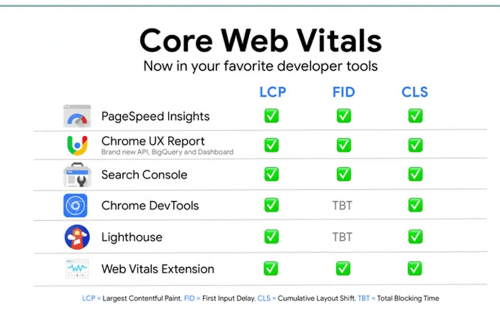 Core Web Vitals
Now in your favorite developer tools
LCP FID CLS
PageSpeed Insights
Chrome UX Report
Brand new API, BigQuery and Dashboard
Search Console
Chrome DevTools TBT
Lighthouse TBT
Web Vitals Extension
LCP = Largest Contentful Paint, FID = First Input Delay, CLS = Cumulative Layout Shift, TBT = Total Blocking Time